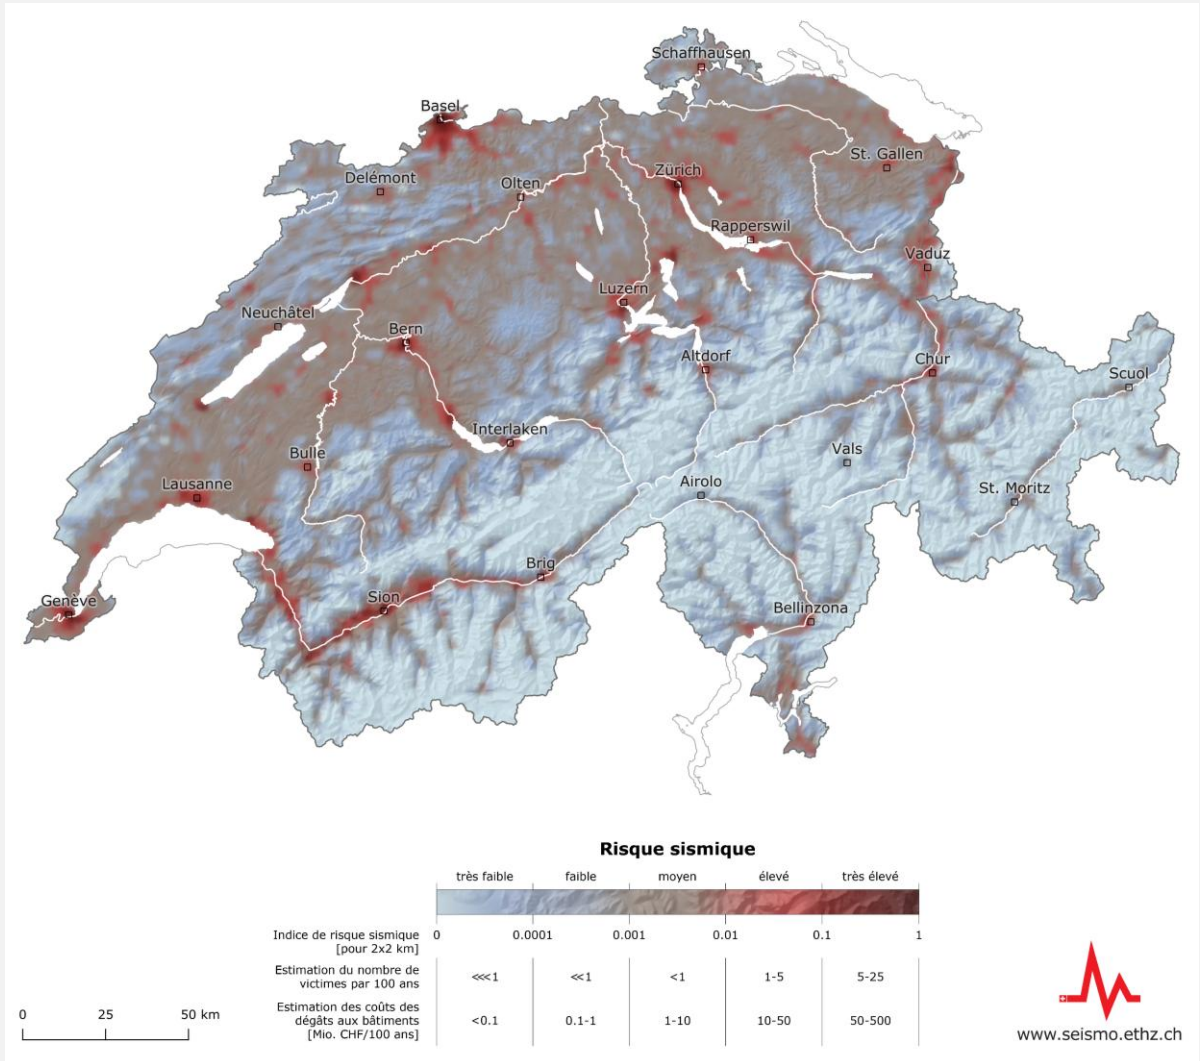 Schaffhausen
Basel
St. Gallen
Zürich
Delémont
Olten
Rapperswil
Vaduz
Luzern
Neuchâtel
Bern
Altdorf
Chur
Scuol
Interlaken
Bulle
Vals
Lausanne
Airolo
St. Moritz
Brig
Genève
Sion
Bellinzona
Risque sismique
très faible faible moyen élevé très élevé
Indice de risque sismique 0 0.0001 0.001 0.01 0.1 1
[pour 2x2 km]
Estimation du nombre de
victimes par 100 ans <<<1 <<1 <1 1-5 5-25
Estimation des coûts des
dégâts aux bâtiments <0.1 0.1-1 1-10 10-50 50-500
[Mio. CHF/100 ans]
0 25 50 km
www.seismo.ethz.ch